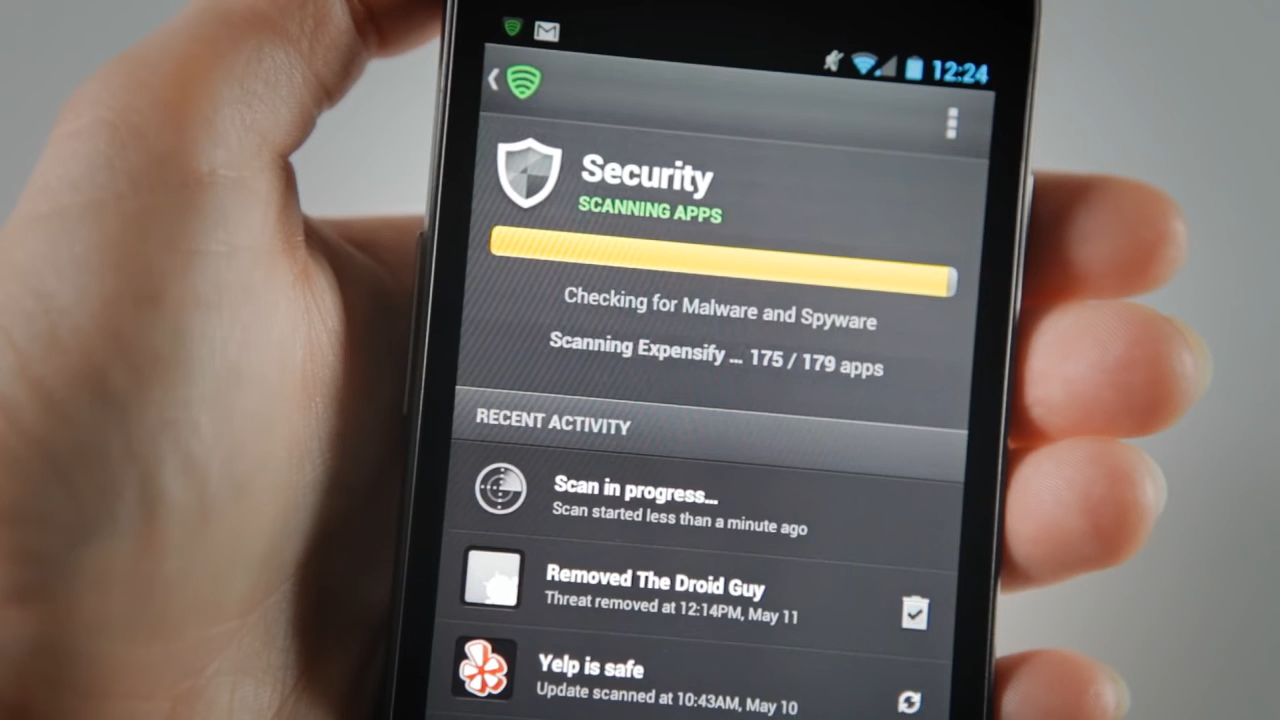 12:24
Security
SCANNING APPS
Checking for Malware and Spyware
Scanning Expensify ... 175 / 179 apps
RECENT ACTIVITY
Scan in progress...
Scan started less than a minute ago
Removed The Droid Guy
Threat removed at 12:14PM, May 11
Yelp is safe
Update scanned at 10:43AM, May 10